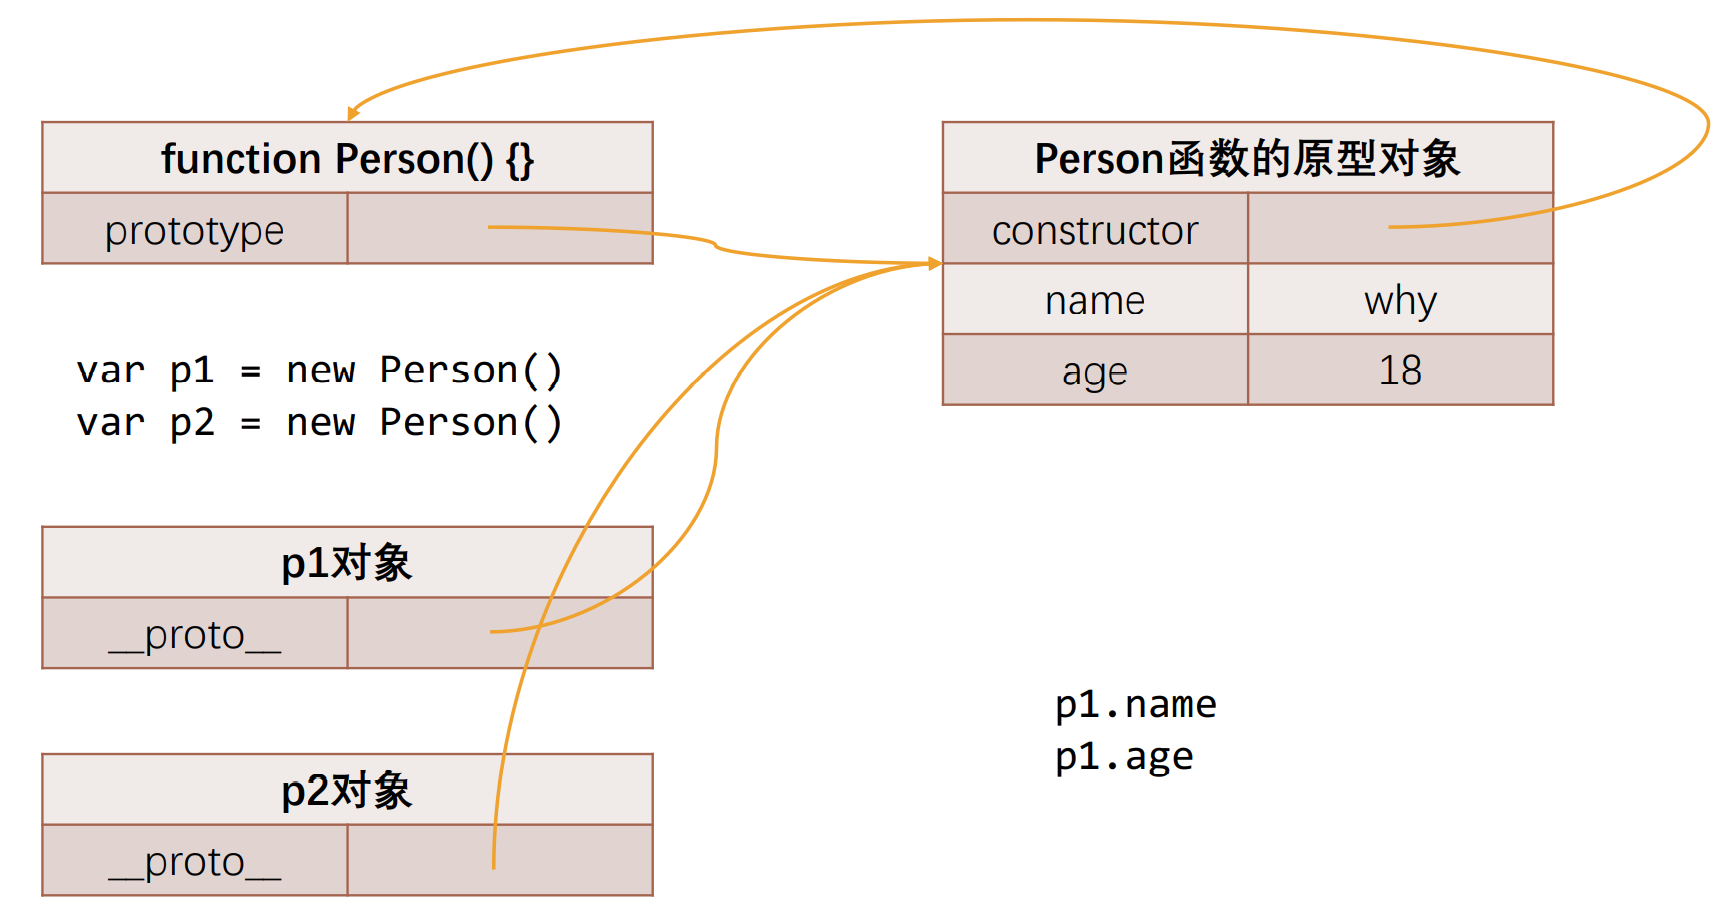 function Person() {}
prototype
Person函数的原型对象
constructor
name why
age 18
var p1 = new Person()
var p2 = new Person()
p1对象
__proto__
p2对象
__proto__
p1.name
p1.age